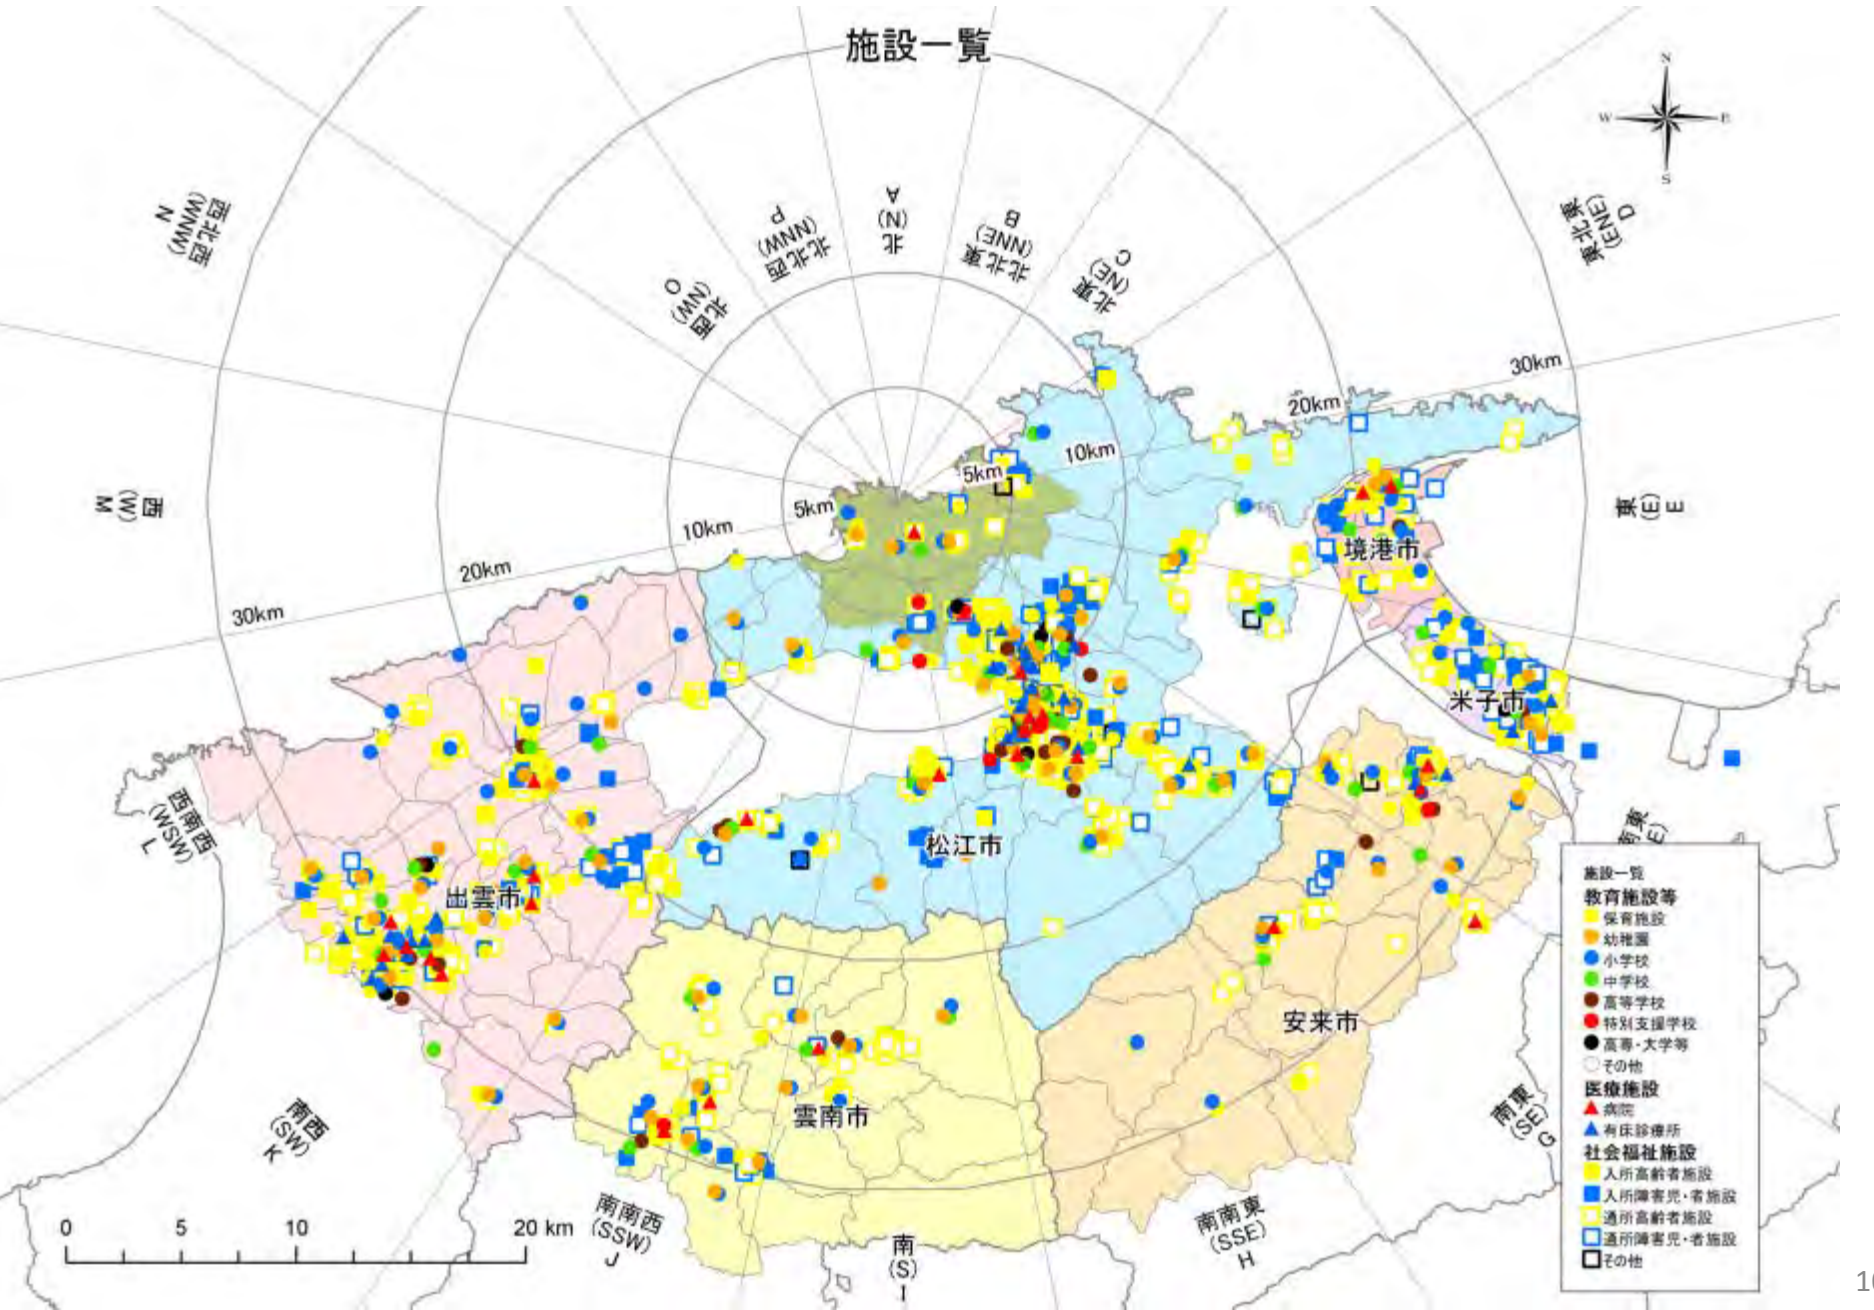 施設一覧
N
W
E
S
西北西
(WNW)
N
北西
(NW)
O
北北西
(NNW)
P
北
(N)
A
北北東
(NNE)
B
北東
(NE)
C
東北東
(ENE)
D
西
(W)
M
東
(E)
E
30km
20km
10km
5km
5km
10km
20km
30km
境港市
米子市
松江市
出雲市
雲南市
安来市
西南西
(WSW)
L
南西
(SW)
K
南南西
(SSW)
J
南
(S)
I
南南東
(SSE)
H
南東
(SE)
G
南東
E)
0 5 10 20 km
施設一覧
教育施設等
保育施設
幼稚園
小学校
中学校
高等学校
特別支援学校
高専・大学等
その他
医療施設
病院
有床診療所
社会福祉施設
入所高齢者施設
入所障害児・者施設
通所高齢者施設
通所障害児・者施設
その他